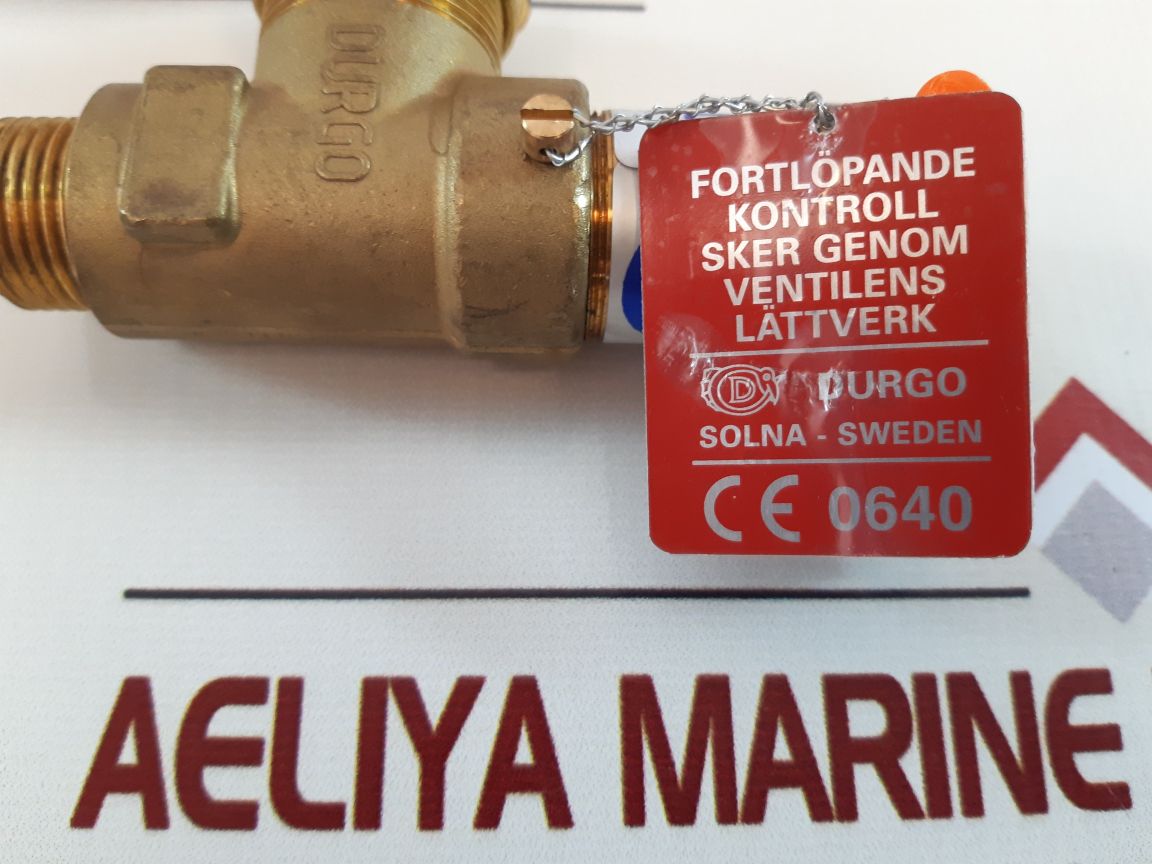 DURGO
FORTLÖPANDE
KONTROLL
SKER GENOM
VENTILENS
LÄTTVERK
D DURGO
SOLNA - SWEDEN
CE 0640
AELIYA MARINE